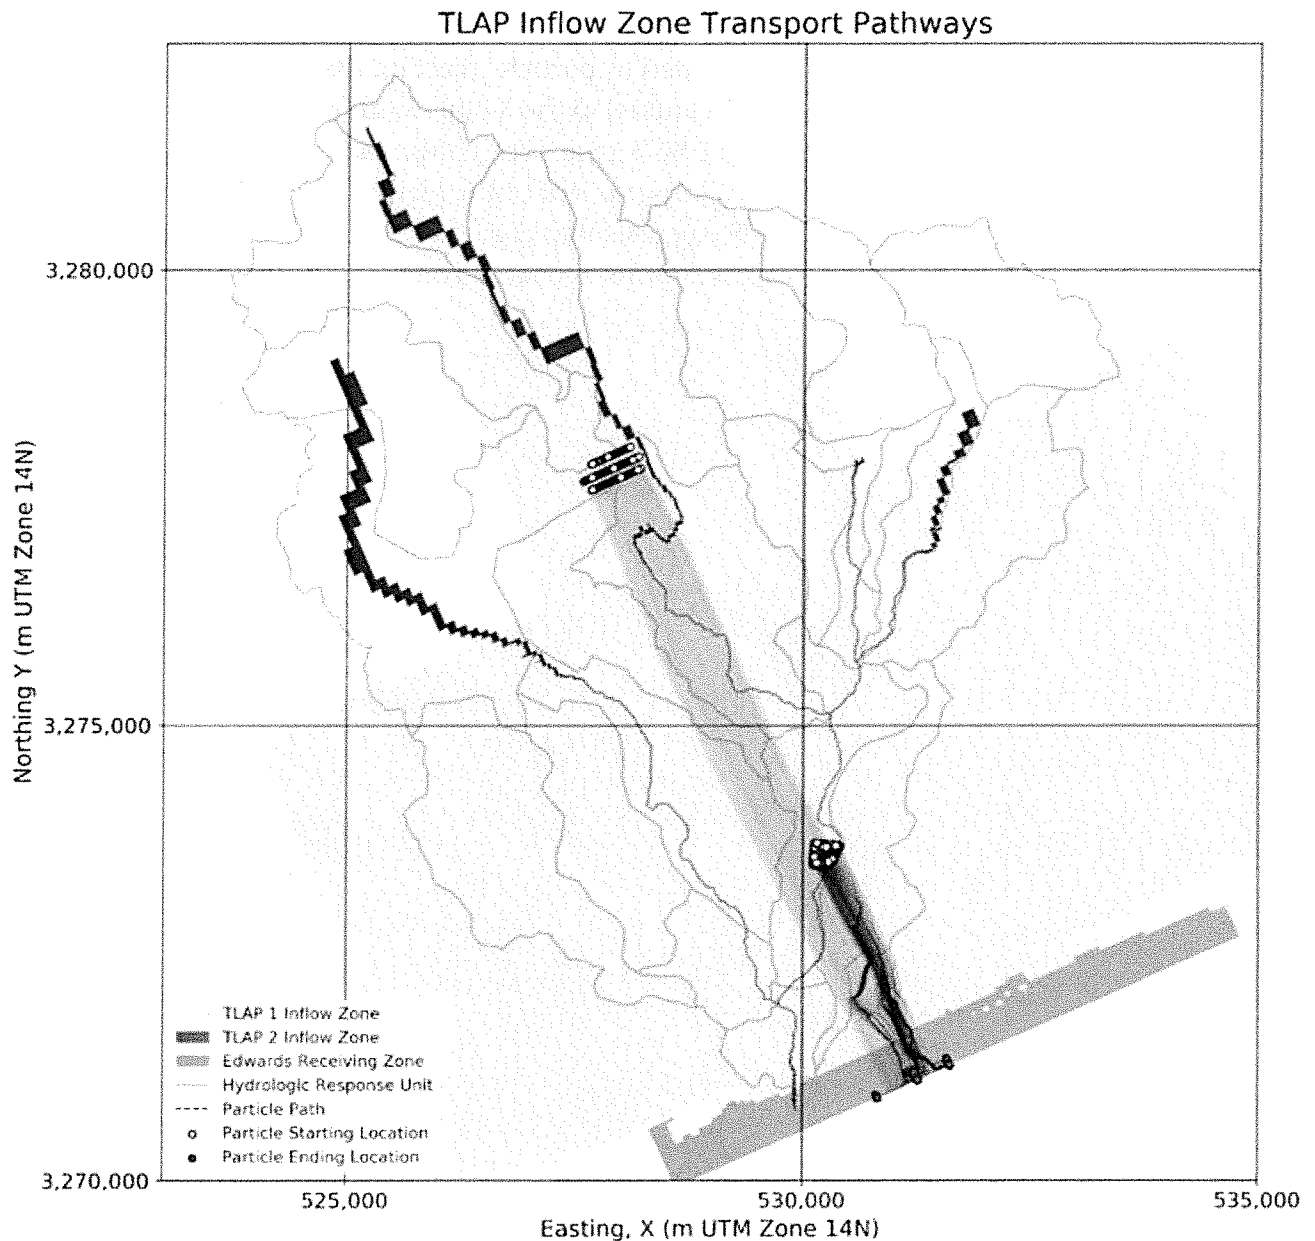 TLAP Inflow Zone Transport Pathways
3,280,000
3,275,000
3,270,000
Northing Y (m UTM Zone 14N)
TLAP 1 Inflow Zone
TLAP 2 Inflow Zone
Edwards Receiving Zone
Hydrologic Response Unit
Particle Path
Particle Starting Location
Particle Ending Location
525,000
530,000
535,000
Easting, X (m UTM Zone 14N)